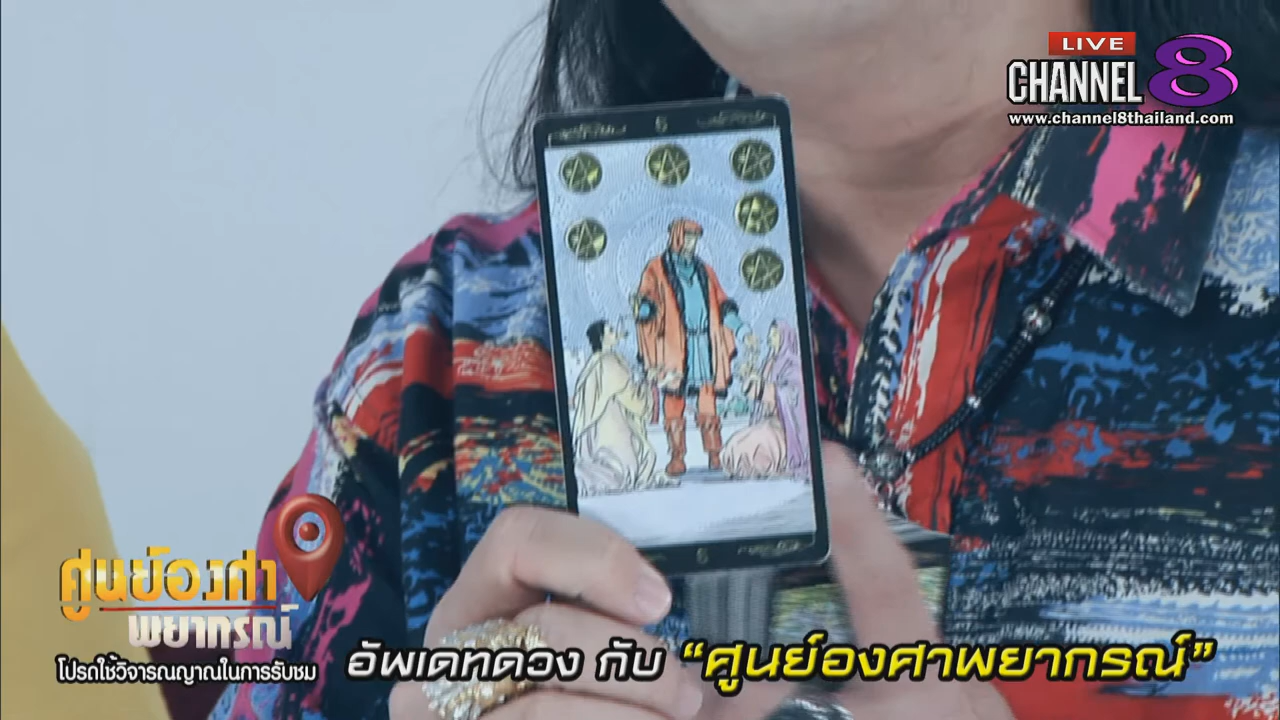 LIVE
CHANNEL 8
www.channel8thailand.com
6
6
ศูนย์องศา
พยากรณ์
โปรดใช้วิจารณญาณในการรับชม
อัพเดทดวง กับ “ศูนย์องศาพยากรณ์”